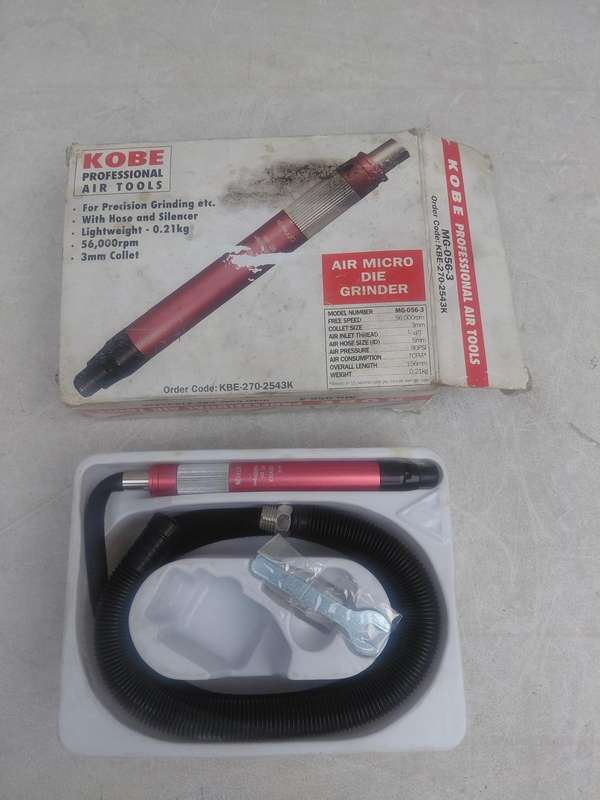 KOBE
PROFESSIONAL
AIR TOOLS
• For Precision Grinding etc.
• With Hose and Silencer
• Lightweight - 0.21kg
• 56,000rpm
• 3mm Collet
AIR MICRO
DIE
GRINDER
MODEL NUMBER MG-056-3
FREE SPEED 56,000rpm
COLLET SIZE 3mm
AIR INLET THREAD
AIR HOSE SIZE (ID) 5mm
AIR PRESSURE 90PSI
AIR CONSUMPTION
OVERALL LENGTH 156mm
WEIGHT 0.21kg
Order Code: KBE-270-2543K
KOBE PROFESSIONAL AIR TOOLS
MG-056-3
Order Code: KBE-270-2543K